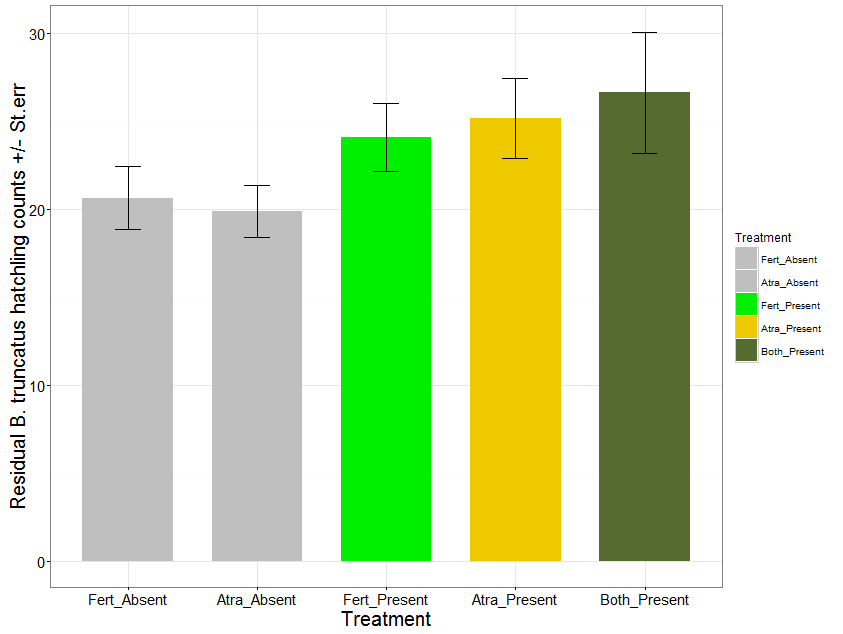 Residual B. truncatus hatchling counts +/- St.err
30
20
10
0
Fert_Absent Atra_Absent Fert_Present Atra_Present Both_Present
Treatment
Treatment
Fert_Absent
Atra_Absent
Fert_Present
Atra_Present
Both_Present